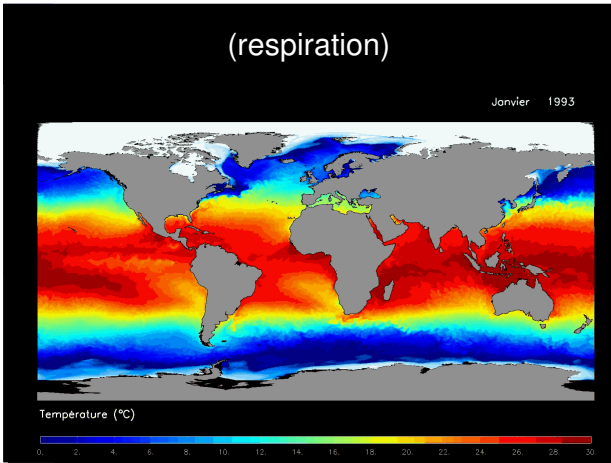 (respiration)
Janvier 1993
Température (°C)
0. 2. 4. 6. 8. 10. 12. 14. 16. 18. 20. 22. 24. 26. 28. 30.